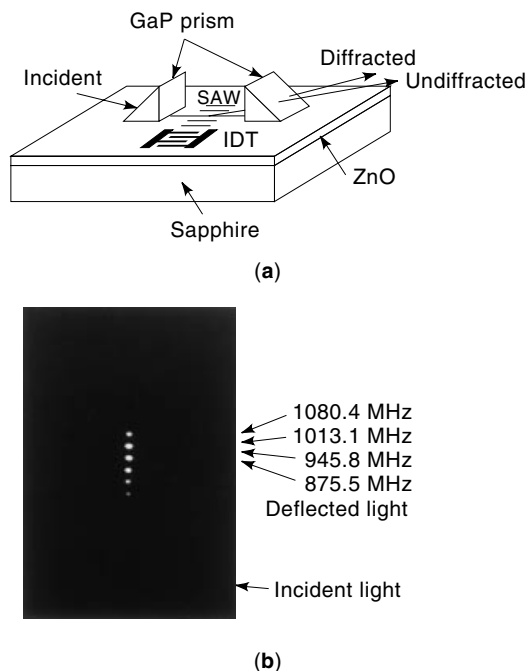 GaP prism
Incident
SAW
Diffracted
Undiffracted
IDT
ZnO
Sapphire
(a)
1080.4 MHz
1013.1 MHz
945.8 MHz
875.5 MHz
Deflected light
Incident light
(b)